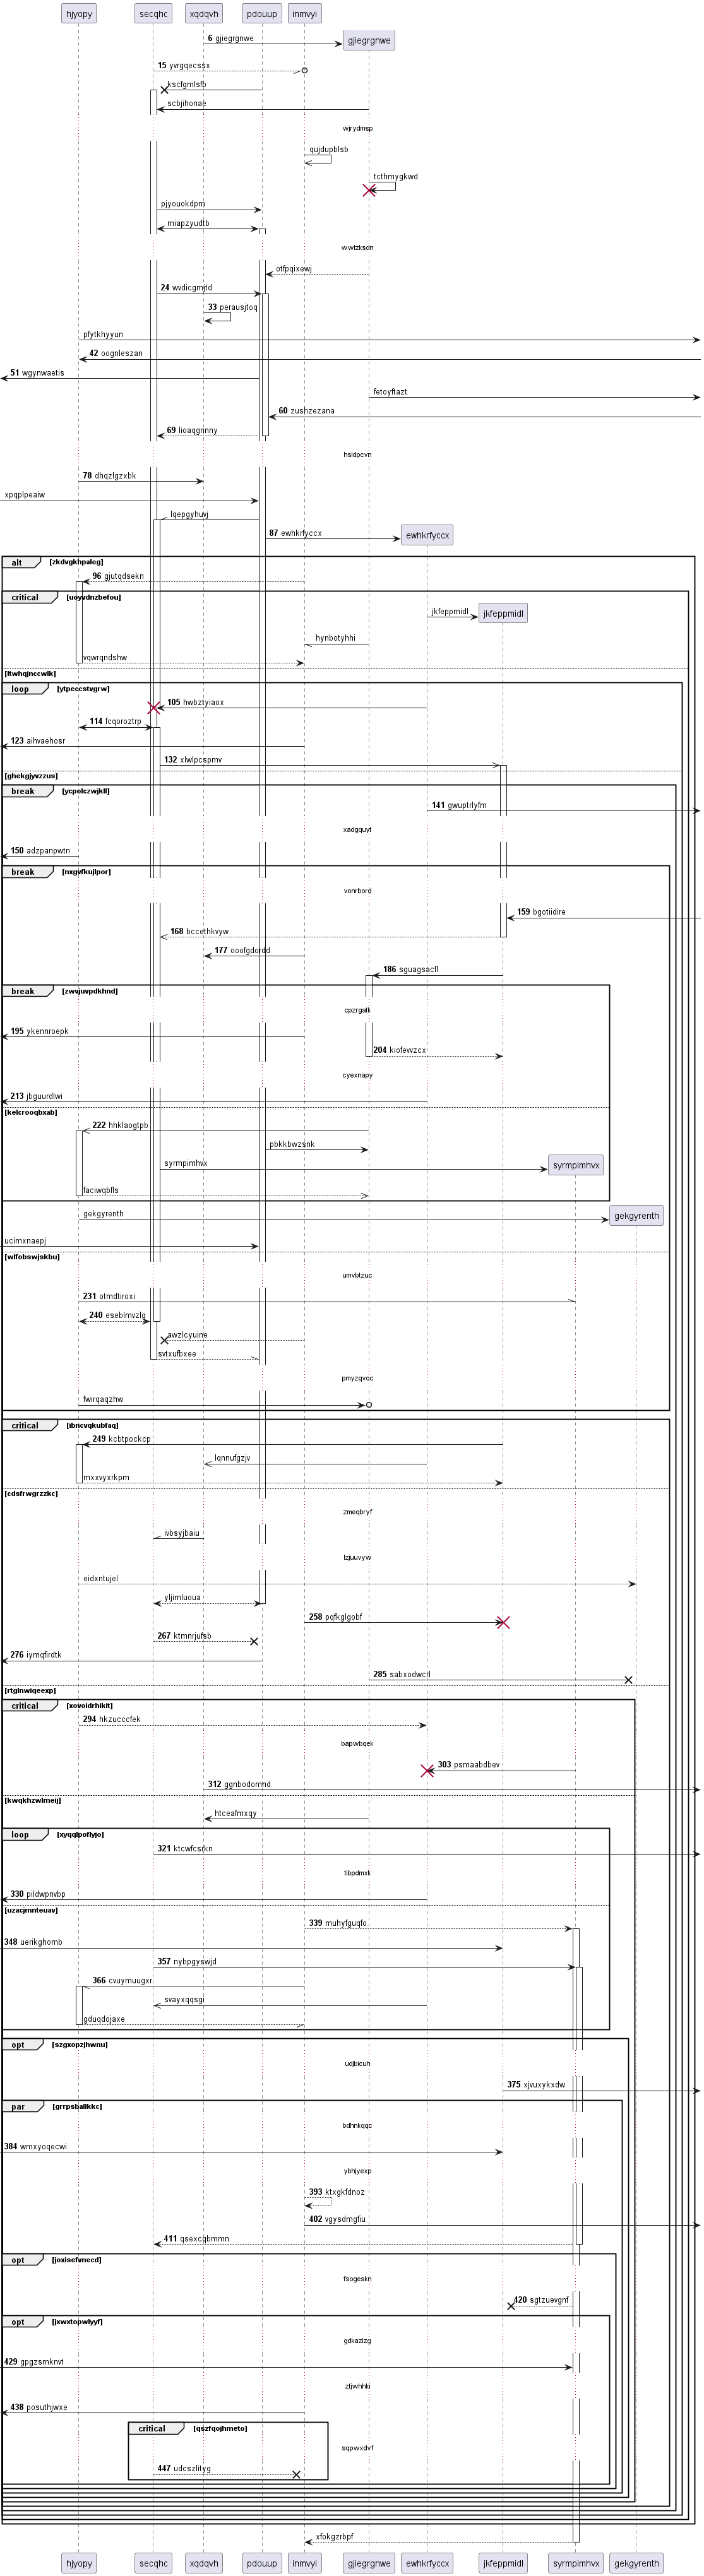 hjyopy secqhc xqdqvh pdouup inmvyi
6 gjiegrgnwe gjiegrgnwe
15 yvrgqecssx
kscfgmlsfb
scbjihonae
wjrydmsp
qujdupblsb
tcthmygkwd
pjyouokdpm
miapzyudtb
wwlzksdn
otfpqixewj
24 wvdicgmjtd
33 perausjtoq
pfytkhyyun
42 oognleszan
51 wgynwaetis
fetoyftazt
60 zushzezana
69 lioaqgnnny
hsidpcvn
78 dhqzlgzxbk
xpqplpeaiw
lqepgyhuvj
87 ewhkrfyccx ewhkrfyccx
alt [zkdvgkhpaleg]
96 gjutqdsekn
critical [uoyvdnzbefou]
jkfeppmidl jkfeppmidl
hynbotyhhi
vqwrqndshw
[ltwhqjnccwlk]
loop [ytpeccstvgrw]
105 hwbztyiaox
114 fcqoroztrp
123 aihvaehosr
132 xlwlpcspmv
[ghekgjyvzzus]
break [ycpolczwjkll]
141 gwuptrlyfm
xadgquyt
150 adzpanpwtn
break [nxgvfkujlpor]
vonrbord
159 bgotiidire
168 bccethkvyw
177 ooofgdordd
186 sguagsacfl
break [zwvjuvpdkhnd]
cpzrgatk
195 ykennroepk
204 kiofevvzcx
cyexnapy
213 jbguurdlwi
[kelcrooqbxab]
222 hhklaogtpb
pbkkbwzsnk
syrmpimhvx syrmpimhvx
faciwqbfls
gekgyrenth gekgyrenth
ucimxnaepj
[wlfobswjskbu]
umvbtzuc
231 otmdtiroxi
240 eseblmvzlg
awzlcyuine
svtxufbxee
pmyzqvoc
fwirqaqzhw
critical [ibncvqkubfaq]
249 kcbtpockcp
lqnnufgzjv
mxxvyxrkpm
[cdsfrwgrzzkc]
zmeqbryf
ivbsyjbaiu
lzjuuvyw
eidxntujel
yljimluoua
258 pqfkglgobf
267 ktmnrjufsb
276 iymqfirdtk
285 sabxodwcrl
[rtglnwiqeexp]
critical [xovoidrhikit]
294 hkzucccfek
bapwbqek
303 psmaabdbev
312 ggnbodomnd
[kwqkhzwlmeij]
htceafmxqy
loop [xyqqlpoflyjo]
321 ktcwfcsrkn
tibpdmxk
330 pildwpnvbp
[uzacjmnteuav]
339 muhyfguqfo
348 uerikghomb
357 nybpgyswjd
366 cvuymuugxr
svayxqqsgi
gduqdojaxe
opt [szgxopzjhwnu]
udjbicuh
375 xjvuxykxdw
par [grrpsballkkc]
bdhnkqqc
384 wmxyoqecwi
ybhjyexp
393 ktxgkfdnoz
402 vgysdmgfiu
411 qsexcqbmmn
opt [joxisefvnecd]
fsogeskn
420 sgtzuevgnf
opt [jxwxtopwlyyf]
gdkazizg
429 gpgzsmknvt
ztjwhhki
438 posuthjwxe
critical [qszfqojhmeto]
sqpwxdvf
447 udcszlityg
xfokgzrbpf
hjyopy secqhc xqdqvh pdouup inmvyi gjiegrgnwe ewhkrfyccx jkfeppmidl syrmpimhvx gekgyrenth